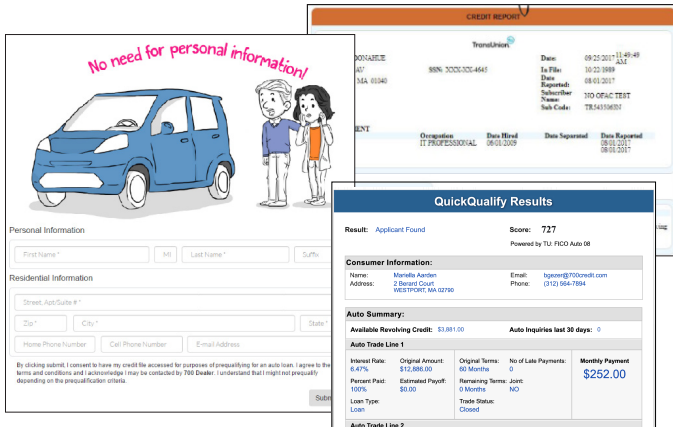 CREDIT REPORT
TransUnion
DONAHUE
Date: 09/25/2017 11:49:49 AM
AV SSN: XXX-XX-4645 In File: 10/22/1989
MA 01040 Date Reported: 08/01/2017
Subscriber Name: NO OFAC TEST
Sub Code:
Occupation Date Hired Date Separated Date Reported
IT PROFESSIONAL 08/01/2009 08/01/2017
08/01/2017
No need for personal information!
Personal Information
First Name * MI Last Name * Suffix
Residential Information
Street, Apt/Suite # *
Zip * City * State *
Home Phone Number Cell Phone Number E-mail Address
By clicking submit, I consent to have my credit file accessed for purposes of prequalifying for an auto loan. I agree to the
terms and conditions and I acknowledge I may be contacted by 700 Dealer. I understand that I might not prequalify
depending on the prequalification criteria.
QuickQualify Results
Result: Applicant Found Score: 727
Powered by TU: FICO Auto 08
Consumer Information:
Name: Mariella Aarden Email: bgezer@700credit.com
Address: 2 Berard Court Phone: (312) 564-7894
WESTPORT, MA 02790
Auto Summary:
Available Revolving Credit: $3,881.00 Auto Inquiries last 30 days: 0
Auto Trade Line 1
Interest Rate: Original Amount: Original Terms: No of Late Payments: Monthly Payment
6.47% $12,886.00 60 Months 0 $252.00
Percent Paid: Estimated Payoff: Remaining Terms: Joint:
100% $0.00 0 Months NO
Loan Type: Trade Status:
Loan Closed
Auto Trade Line 2